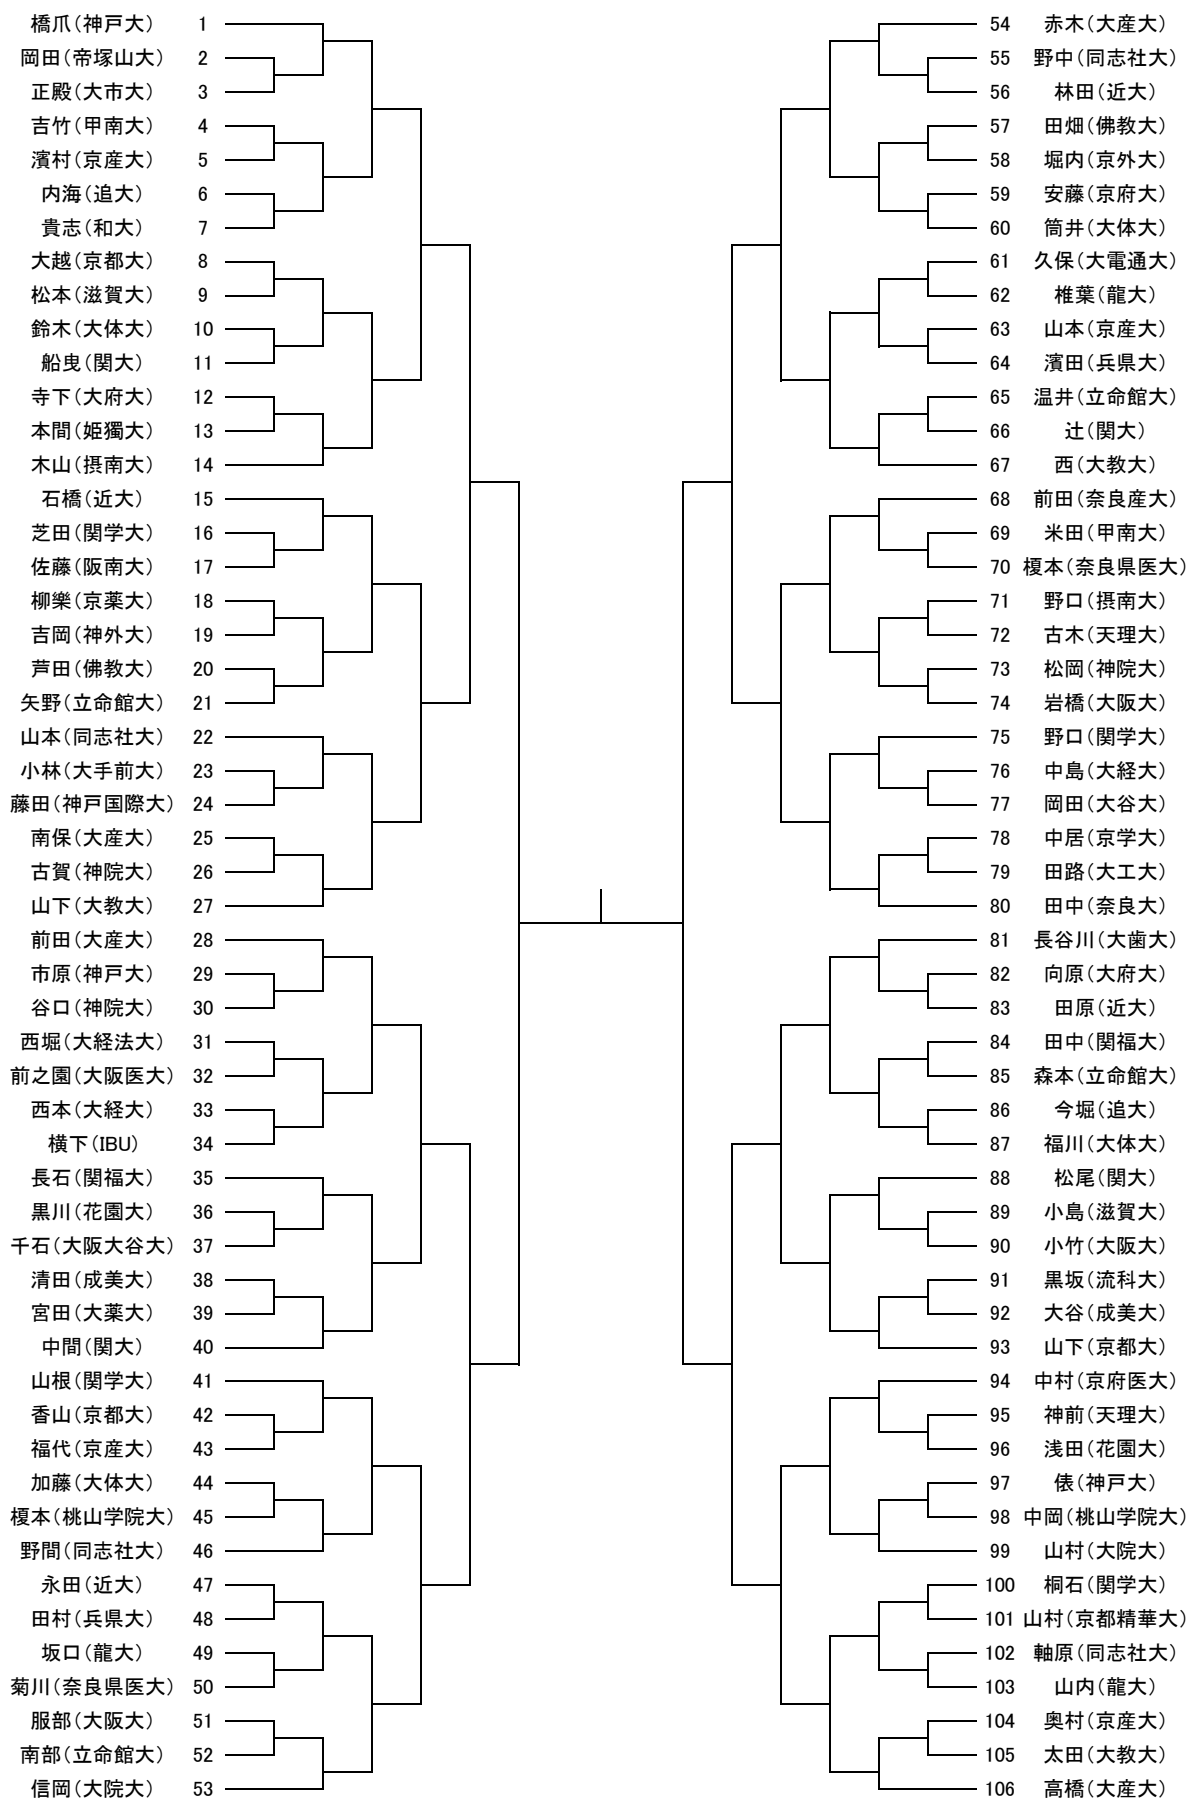 橋爪（神戸大） 1
岡田（帝塚山大） 2
正殿（大市大） 3
吉竹（甲南大） 4
濱村（京産大） 5
内海（追大） 6
貴志（和大） 7
大越（京都大） 8
松本（滋賀大） 9
鈴木（大体大） 10
船曳（関大） 11
寺下（大府大） 12
本間（姫獨大） 13
木山（摂南大） 14
石橋（近大） 15
芝田（関学大） 16
佐藤（阪南大） 17
柳樂（京薬大） 18
吉岡（神外大） 19
芦田（佛教大） 20
矢野（立命館大） 21
山本（同志社大） 22
小林（大手前大） 23
藤田（神戸国際大） 24
南保（大産大） 25
古賀（神院大） 26
山下（大教大） 27
前田（大産大） 28
市原（神戸大） 29
谷口（神院大） 30
西堀（大経法大） 31
前之園（大阪医大） 32
西本（大経大） 33
横下（IBU） 34
長石（関福大） 35
黒川（花園大） 36
千石（大阪大谷大） 37
清田（成美大） 38
宮田（大薬大） 39
中間（関大） 40
山根（関学大） 41
香山（京都大） 42
福代（京産大） 43
加藤（大体大） 44
榎本（桃山学院大） 45
野間（同志社大） 46
永田（近大） 47
田村（兵県大） 48
坂口（龍大） 49
菊川（奈良県医大） 50
服部（大阪大） 51
南部（立命館大） 52
信岡（大院大） 53
54 赤木（大産大）
55 野中（同志社大）
56 林田（近大）
57 田畑（佛教大）
58 堀内（京外大）
59 安藤（京府大）
60 筒井（大体大）
61 久保（大電通大）
62 椎葉（龍大）
63 山本（京産大）
64 濱田（兵県大）
65 温井（立命館大）
66 辻（関大）
67 西（大教大）
68 前田（奈良産大）
69 米田（甲南大）
70 榎本（奈良県医大）
71 野口（摂南大）
72 古木（天理大）
73 松岡（神院大）
74 岩橋（大阪大）
75 野口（関学大）
76 中島（大経大）
77 岡田（大谷大）
78 中居（京学大）
79 田路（大工大）
80 田中（奈良大）
81 長谷川（大歯大）
82 向原（大府大）
83 田原（近大）
84 田中（関福大）
85 森本（立命館大）
86 今堀（追大）
87 福川（大体大）
88 松尾（関大）
89 小島（滋賀大）
90 小竹（大阪大）
91 黒坂（流科大）
92 大谷（成美大）
93 山下（京都大）
94 中村（京府医大）
95 神前（天理大）
96 浅田（花園大）
97 俵（神戸大）
98 中岡（桃山学院大）
99 山村（大院大）
100 桐石（関学大）
101 山村（京都精華大）
102 軸原（同志社大）
103 山内（龍大）
104 奥村（京産大）
105 太田（大教大）
106 高橋（大産大）